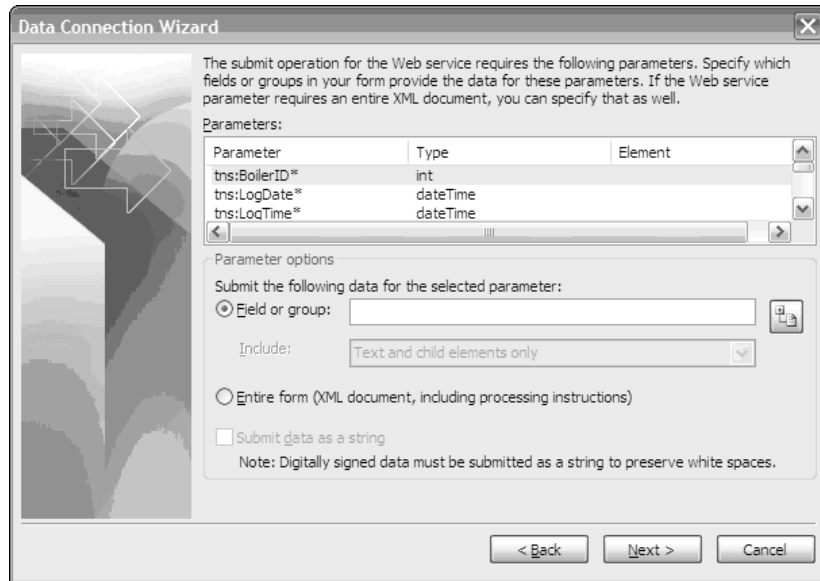 Data Connection Wizard
The submit operation for the Web service requires the following parameters. Specify which
fields or groups in your form provide the data for these parameters. If the Web service
parameter requires an entire XML document, you can specify that as well.
Parameters:
Parameter Type Element
tns:BoilerID* int
tns:LogDate* dateTime
tns:LogTime* dateTime
Parameter options
Submit the following data for the selected parameter:
Field or group:
Include: Text and child elements only
Entire form (XML document, including processing instructions)
Submit data as a string
Note: Digitally signed data must be submitted as a string to preserve white spaces.
< Back Next > Cancel